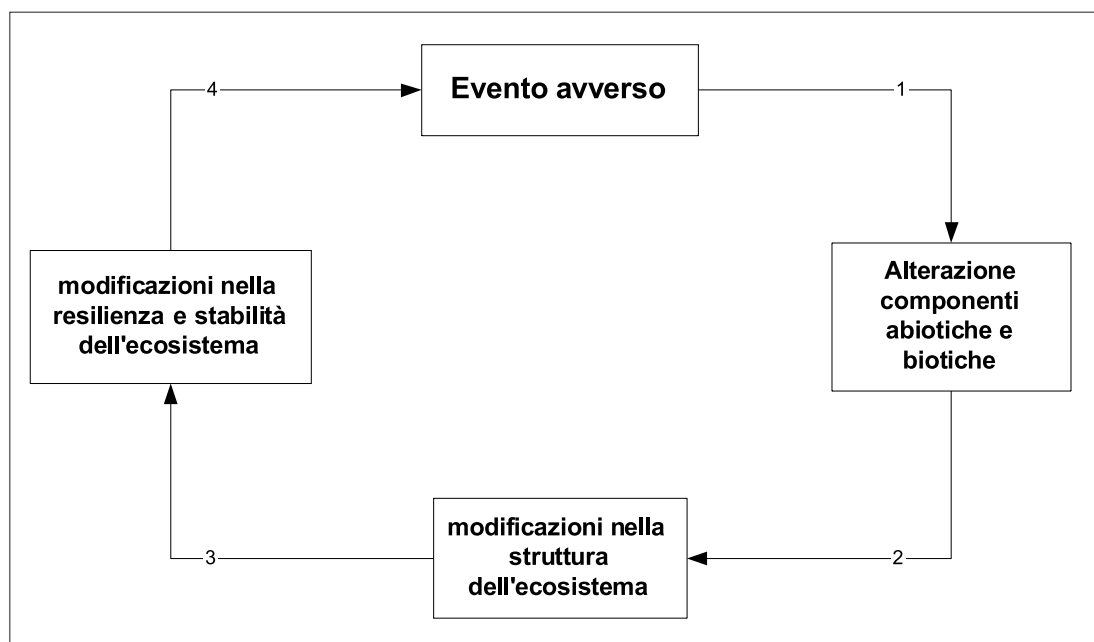 Evento avverso
1
Alterazione
componenti
abiotiche e
biotiche
2
modificazioni nella
struttura
dell'ecosistema
3
modificazioni nella
resilienza e stabilità
dell'ecosistema
4